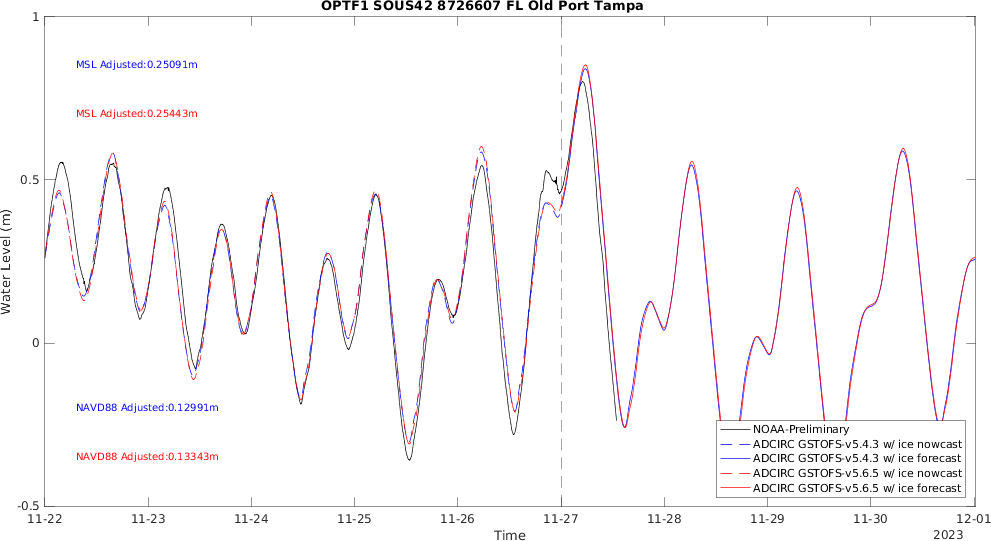 OPTF1 SOUS42 8726607 FL Old Port Tampa
1
MSL Adjusted:0.25091m
MSL Adjusted:0.25443m
0.5
Water Level (m)
0
NAVD88 Adjusted:0.12991m
NAVD88 Adjusted:0.13343m
NOAA-Preliminary
ADCIRC GSTOFS-v5.4.3 w/ ice nowcast
ADCIRC GSTOFS-v5.4.3 w/ ice forecast
ADCIRC GSTOFS-v5.6.5 w/ ice nowcast
ADCIRC GSTOFS-v5.6.5 w/ ice forecast
-0.5
11-22 11-23 11-24 11-25 11-26 11-27 11-28 11-29 11-30 12-01
Time
2023